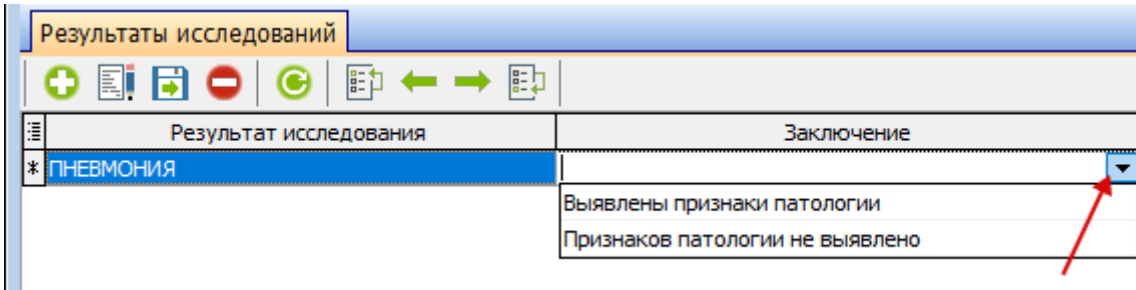 Результаты исследований
Результат исследования Заключение
* ПНЕВМОНИЯ
Выявлены признаки патологии
Признаков патологии не выявлено